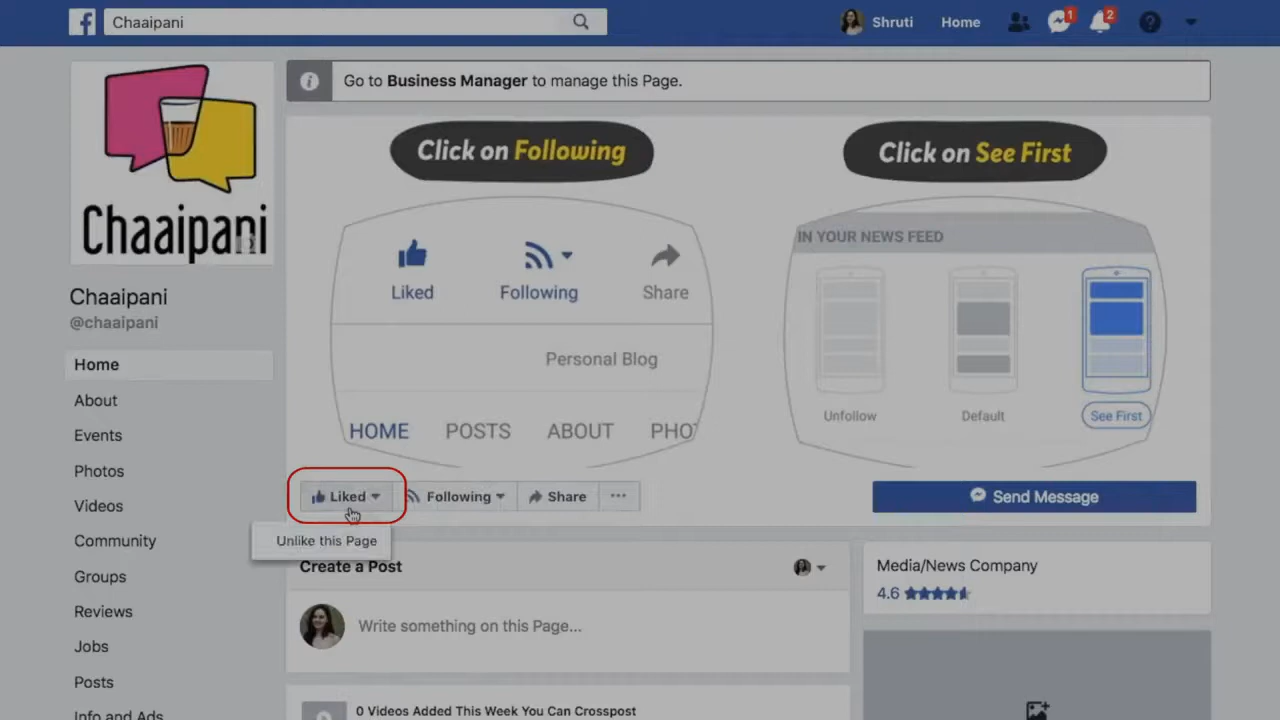 Chaaipani
Shruti
Home
1
2
Go to Business Manager to manage this Page.
Chaaipani
Chaaipani
@chaaipani
Home
About
Events
Photos
Videos
Community
Groups
Reviews
Jobs
Posts
Info and Ads
Click on Following
Liked
Following
Share
Personal Blog
HOME POSTS ABOUT
Click on See First
IN YOUR NEWS FEED
Unfollow
Default
See First
Liked
Following
Share
Send Message
Unlike this Page
Create a Post
Write something on this Page...
0 Videos Added This Week You Can Crosspost
Media/News Company
4.6